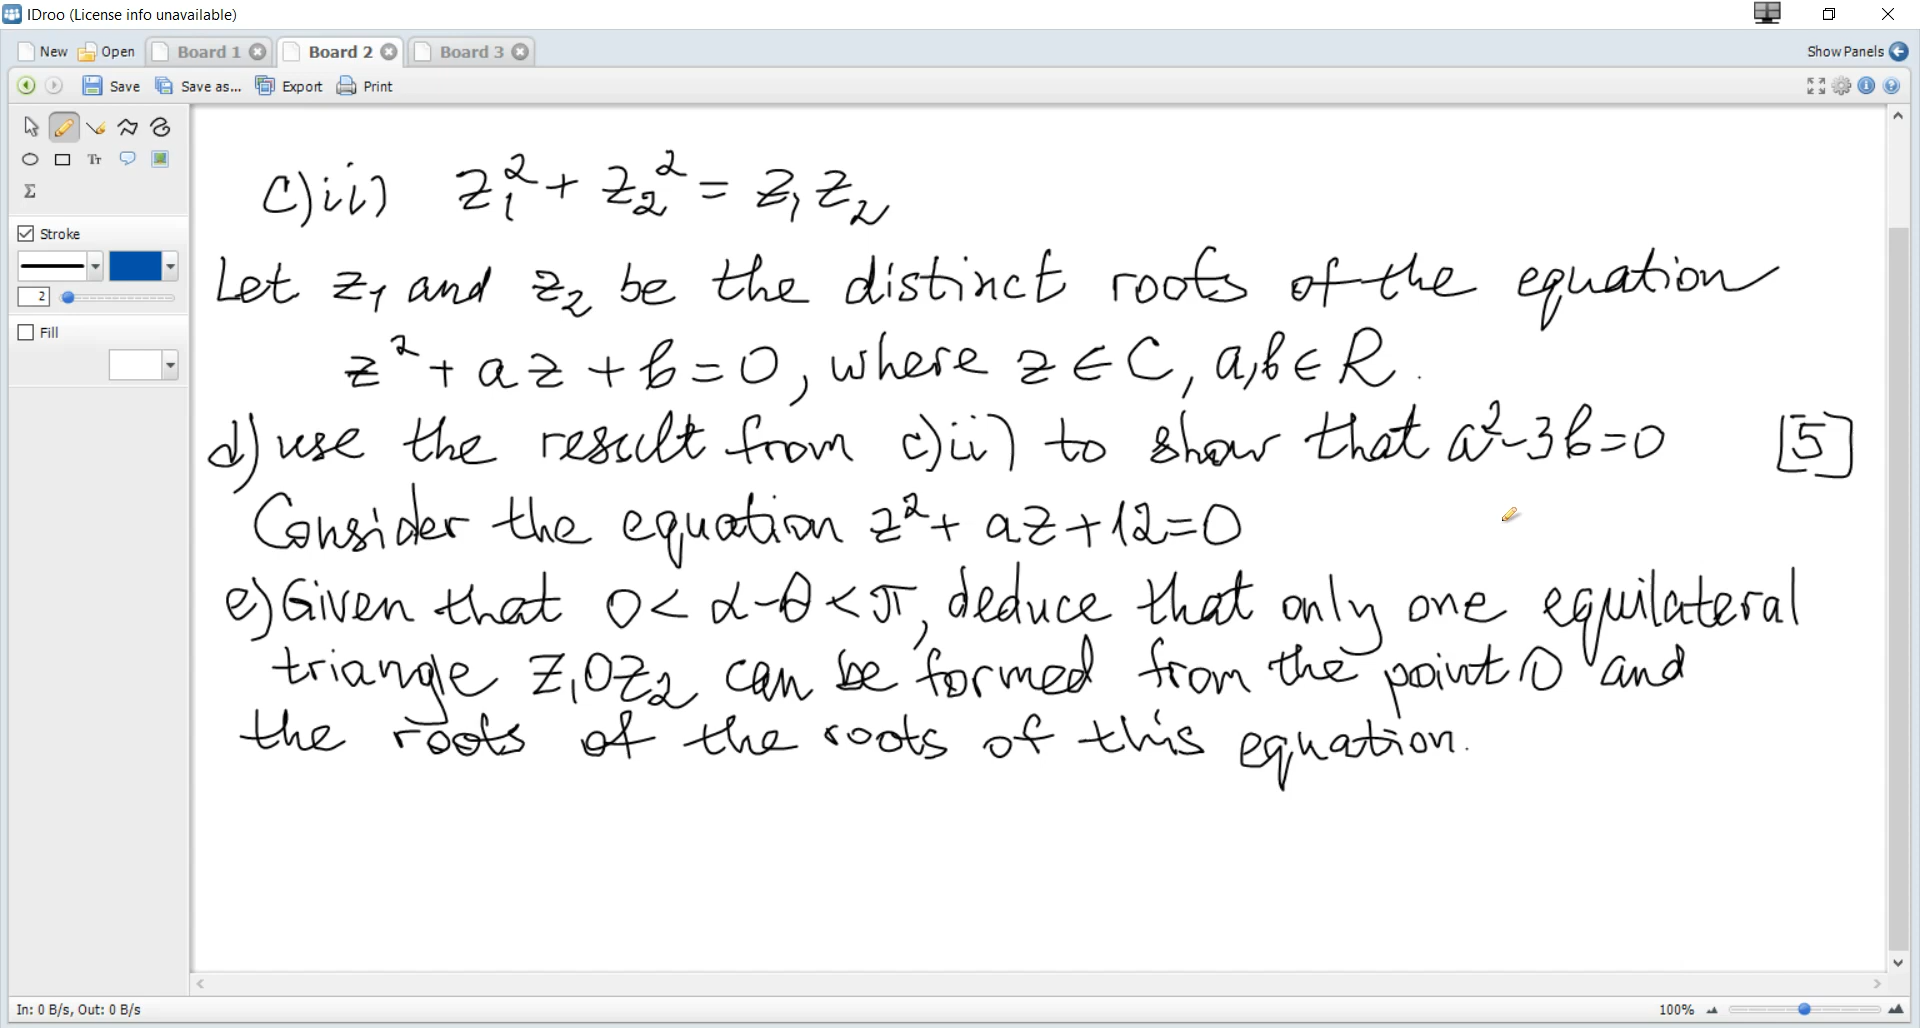 IDroo (License info unavailable)
New Open Board 1 Board 2 Board 3 Show Panels
Save Save as... Export Print
Tr
Σ
Stroke
2
Fill
c)ii) z₁² + z₂² = z₁ z₂
Let z₁ and z₂ be the distinct roots of the equation
z² + az + b = 0, where z ∈ C, a,b ∈ R.
d) use the result from c)ii) to show that a² - 3b = 0 [5]
Consider the equation z² + az + 12 = 0
e) Given that 0 < α - θ < π, deduce that only one equilateral
triangle z₁Oz₂ can be formed from the point O and
the roots of the roots of this equation.
In: 0 B/s, Out: 0 B/s 100%